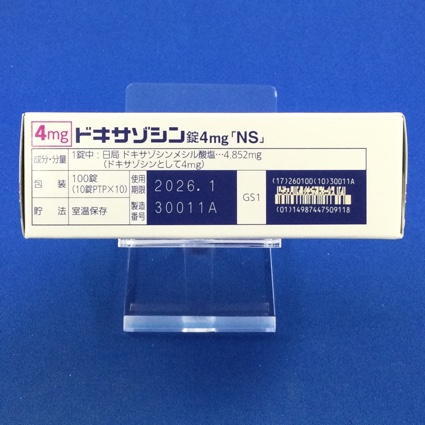 4mg ドキサゾシン錠4mg「NS」
成分・分量 1錠中:日局 ドキサゾシンメシル酸塩…4.852mg
(ドキサゾシンとして4mg)
包装 100錠
(10錠PTP×10)
使用期限 2026.1
貯法 室温保存
製造番号 30011A
GS1
(17)260100(10)30011A
(01)14987447509118